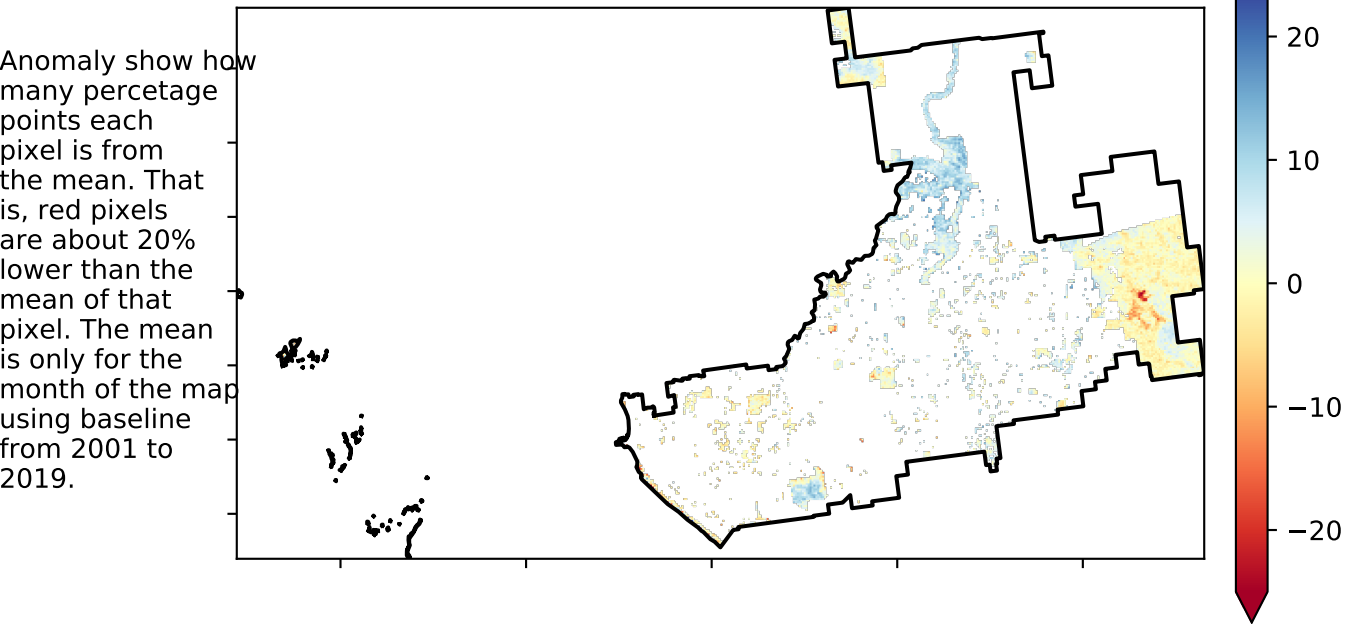 Anomaly show how
many percetage
points each
pixel is from
the mean. That
is, red pixels
are about 20%
lower than the
mean of that
pixel. The mean
is only for the
month of the map
using baseline
from 2001 to
2019.
20
10
0
−10
−20